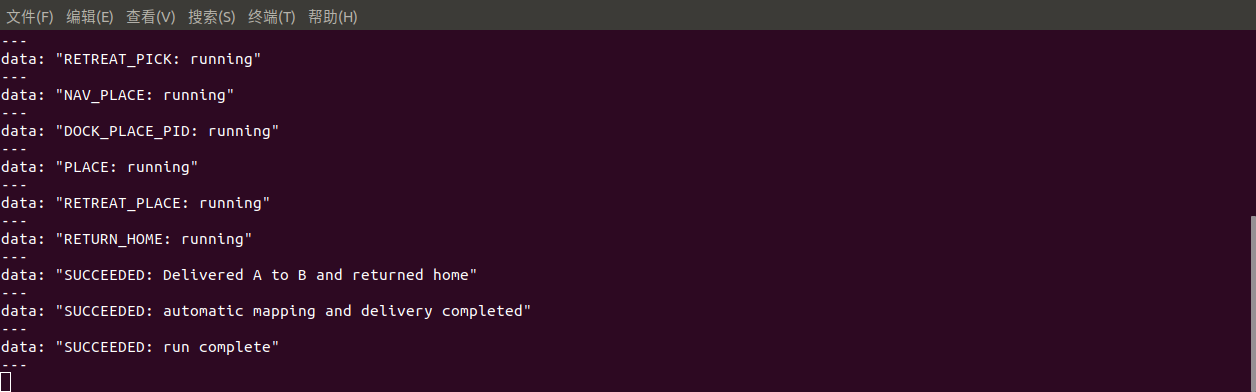 文件(F) 编辑(E) 查看(V) 搜索(S) 终端(T) 帮助(H)
---
data: "RETREAT_PICK: running"
---
data: "NAV_PLACE: running"
---
data: "DOCK_PLACE_PID: running"
---
data: "PLACE: running"
---
data: "RETREAT_PLACE: running"
---
data: "RETURN_HOME: running"
---
data: "SUCCEEDED: Delivered A to B and returned home"
---
data: "SUCCEEDED: automatic mapping and delivery completed"
---
data: "SUCCEEDED: run complete"
---